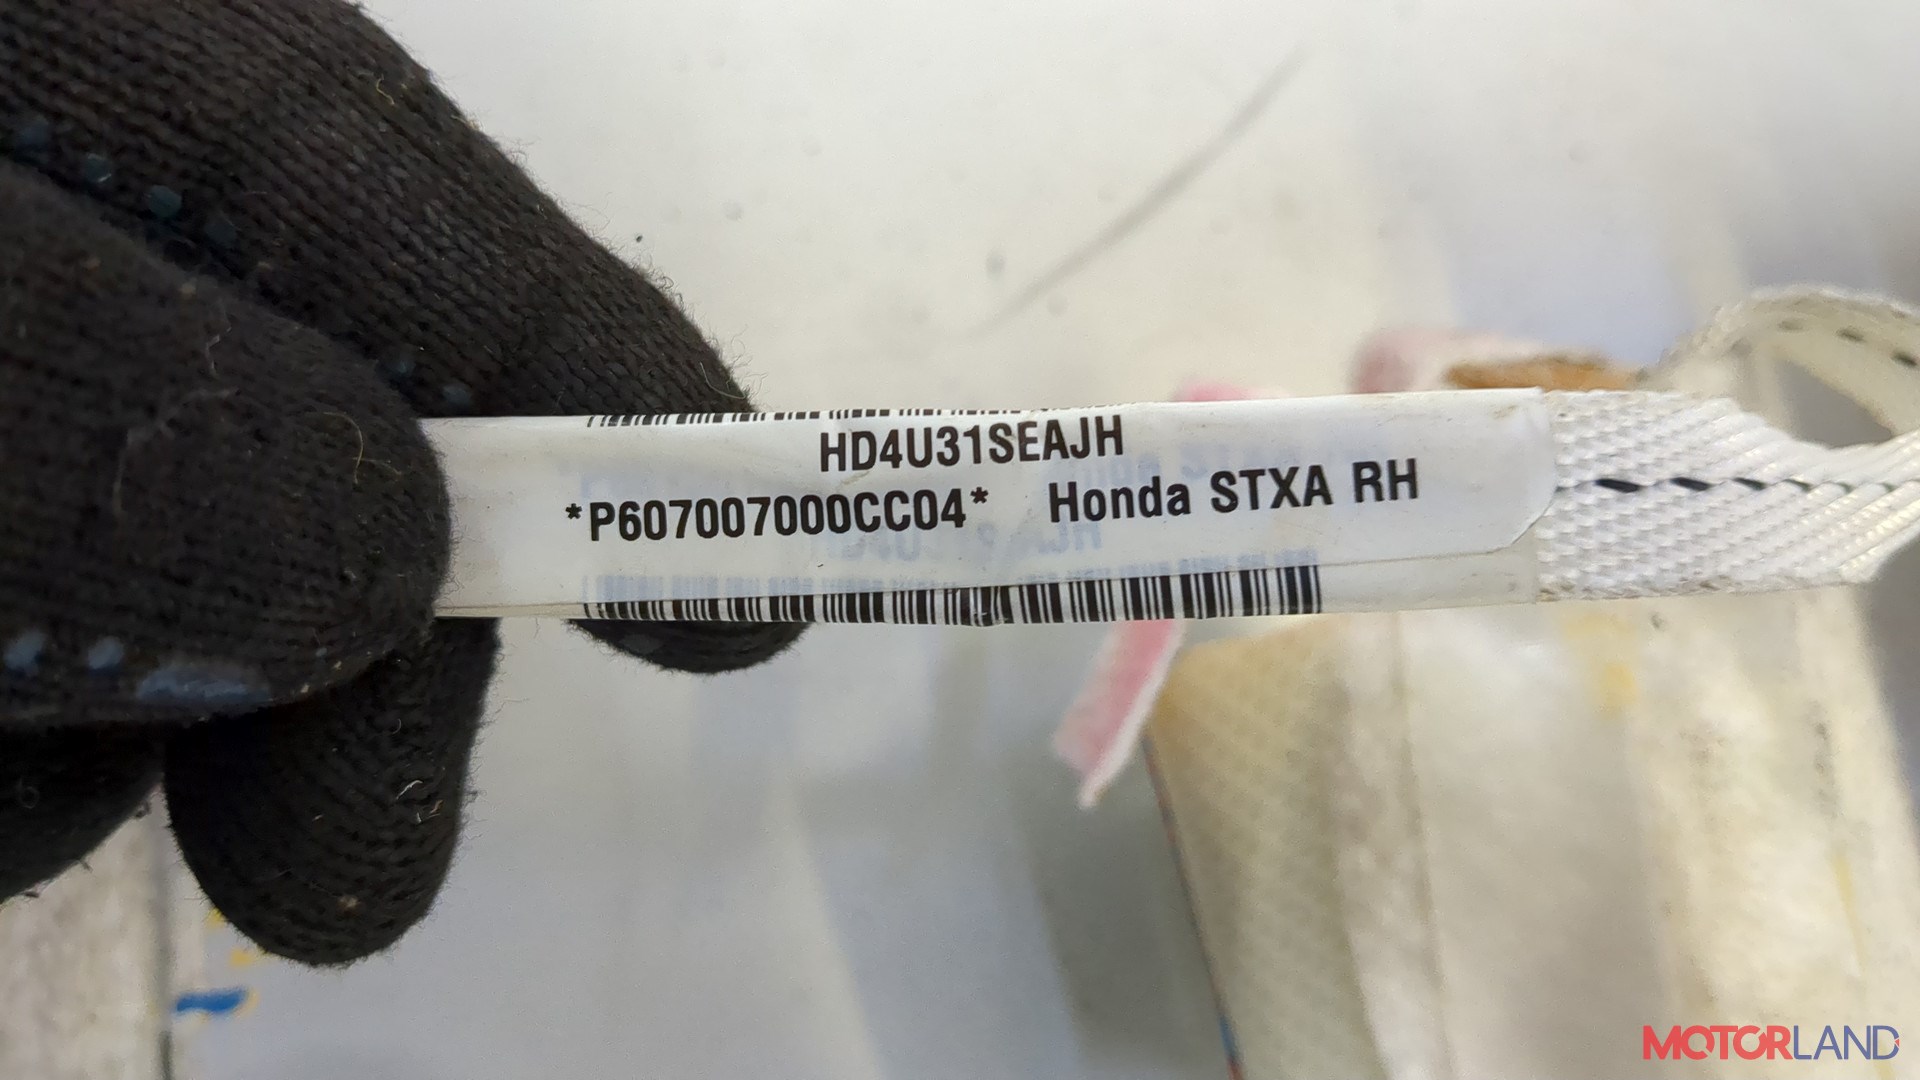 HD4U31SEAJH
*P607007000CC04* Honda STXA RH
MOTORLAND